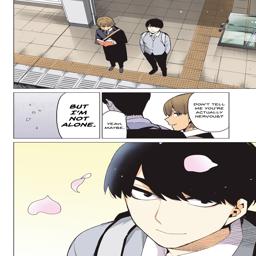 DON'T TELL
ME YOU'RE
ACTUALLY
NERVOUS?
YEAH.
MAYBE.
BUT
I'M
NOT
ALONE.